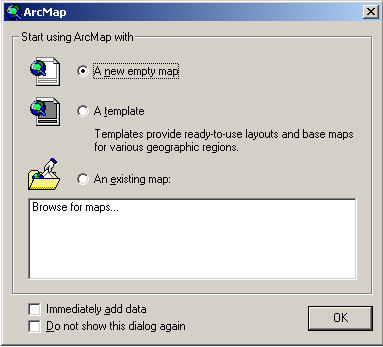 ArcMap
Start using ArcMap with
A new empty map
A template
Templates provide ready-to-use layouts and base maps
for various geographic regions.
An existing map:
Browse for maps...
Immediately add data
Do not show this dialog again
OK